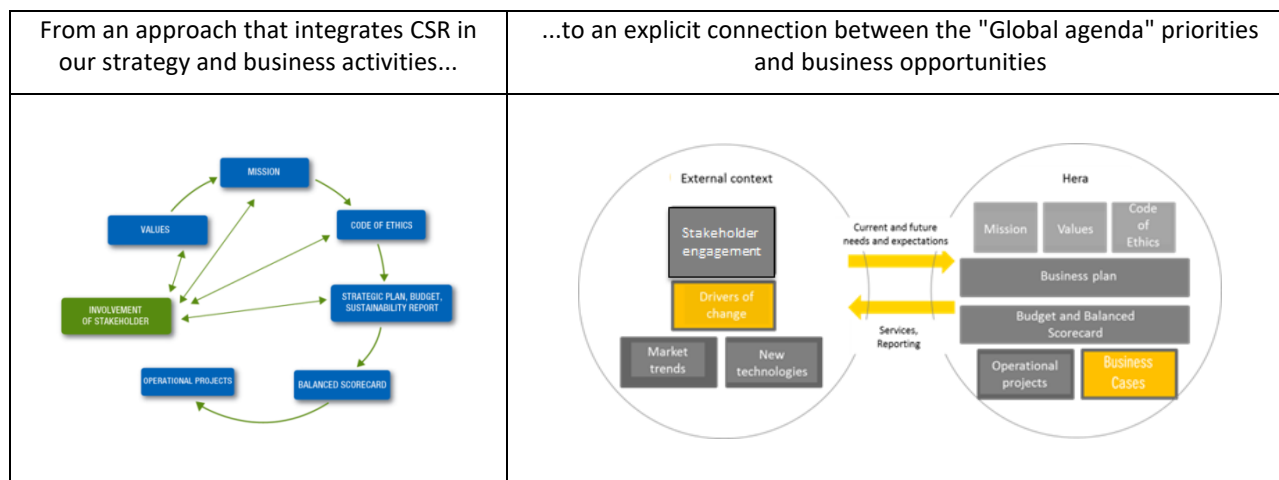 From an approach that integrates CSR in
our strategy and business activities...
...to an explicit connection between the "Global agenda" priorities
and business opportunities
MISSION
VALUES
CODE OF ETHICS
INVOLVEMENT
OF STAKEHOLDER
STRATEGIC PLAN, BUDGET,
SUSTAINABILITY REPORT
OPERATIONAL PROJECTS
BALANCED SCORECARD
External context
Stakeholder
engagement
Drivers of
change
Market
trends
New
technologies
Current and future
needs and expectations
Services,
Reporting
Hera
Mission
Values
Code
of
Ethics
Business plan
Budget and Balanced
Scorecard
Operational
projects
Business
Cases